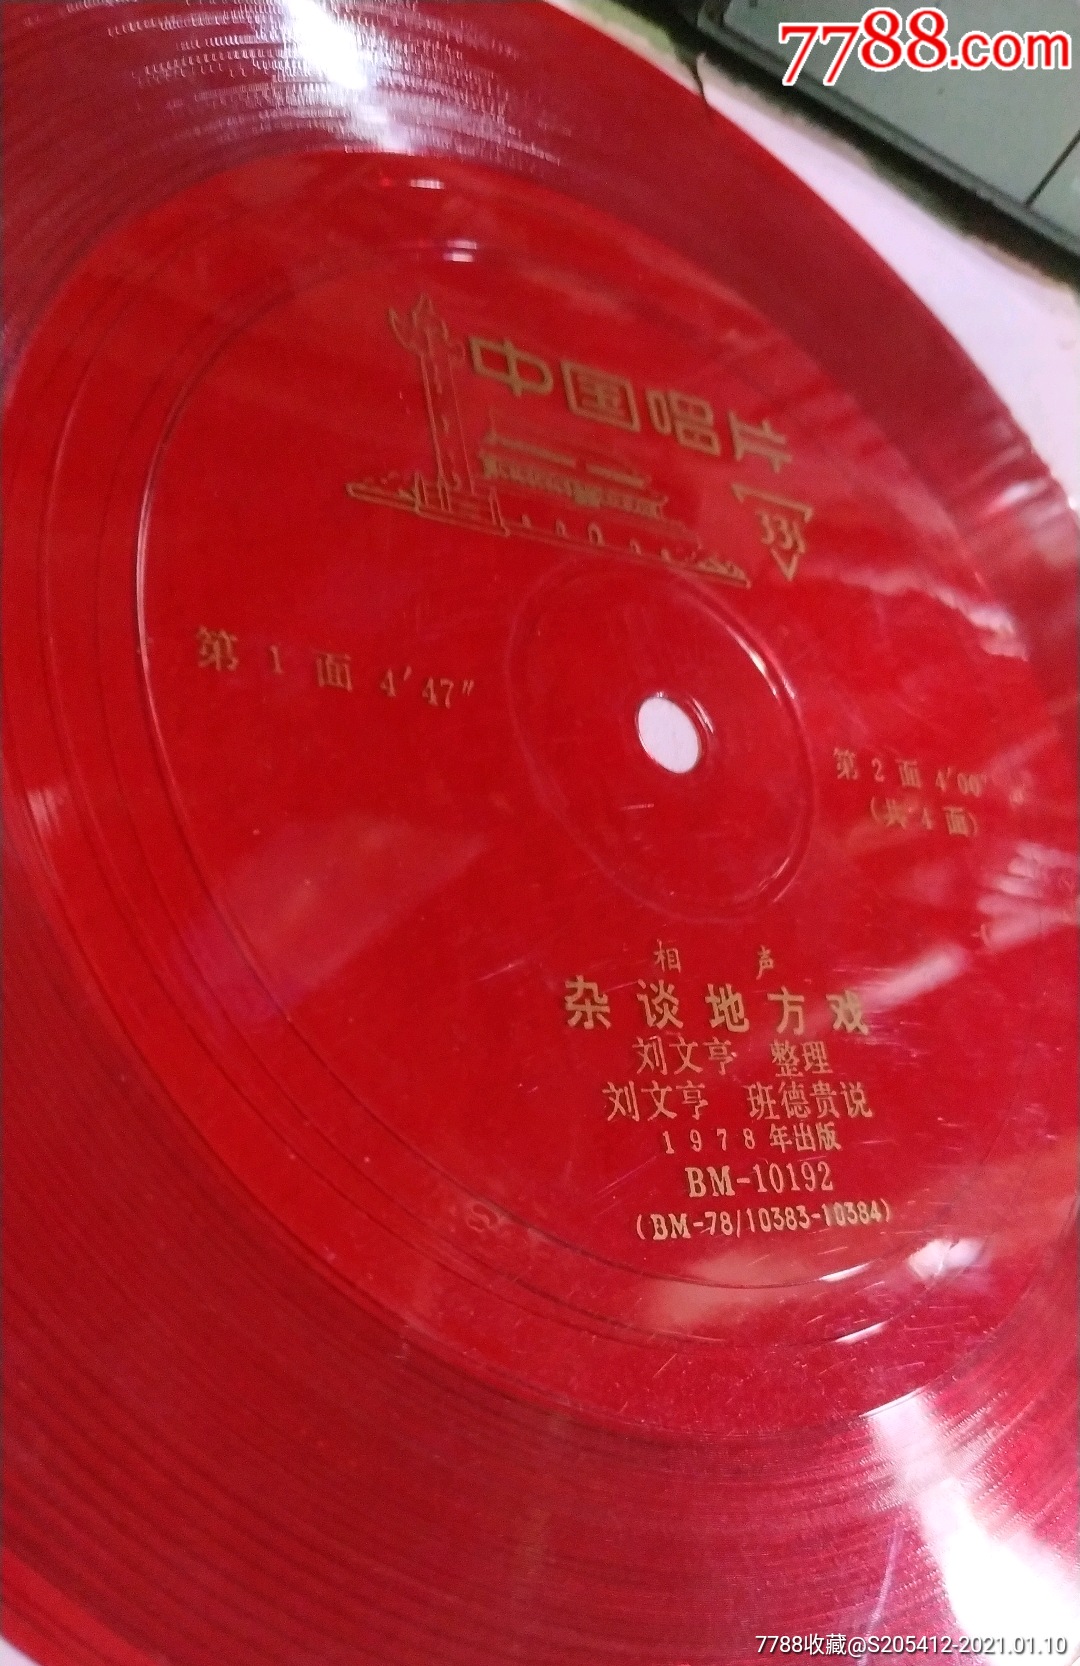 7788.com
中国唱片
33
第 1 面 4′47″
第 2 面 4′00″
(共 4 面)
相 声
杂谈地方戏
刘文亨 整理
刘文亨 班德贵说
1978年出版
BM-10192
(BM-78/10383-10384)
7788收藏@S205412-2021.01.10